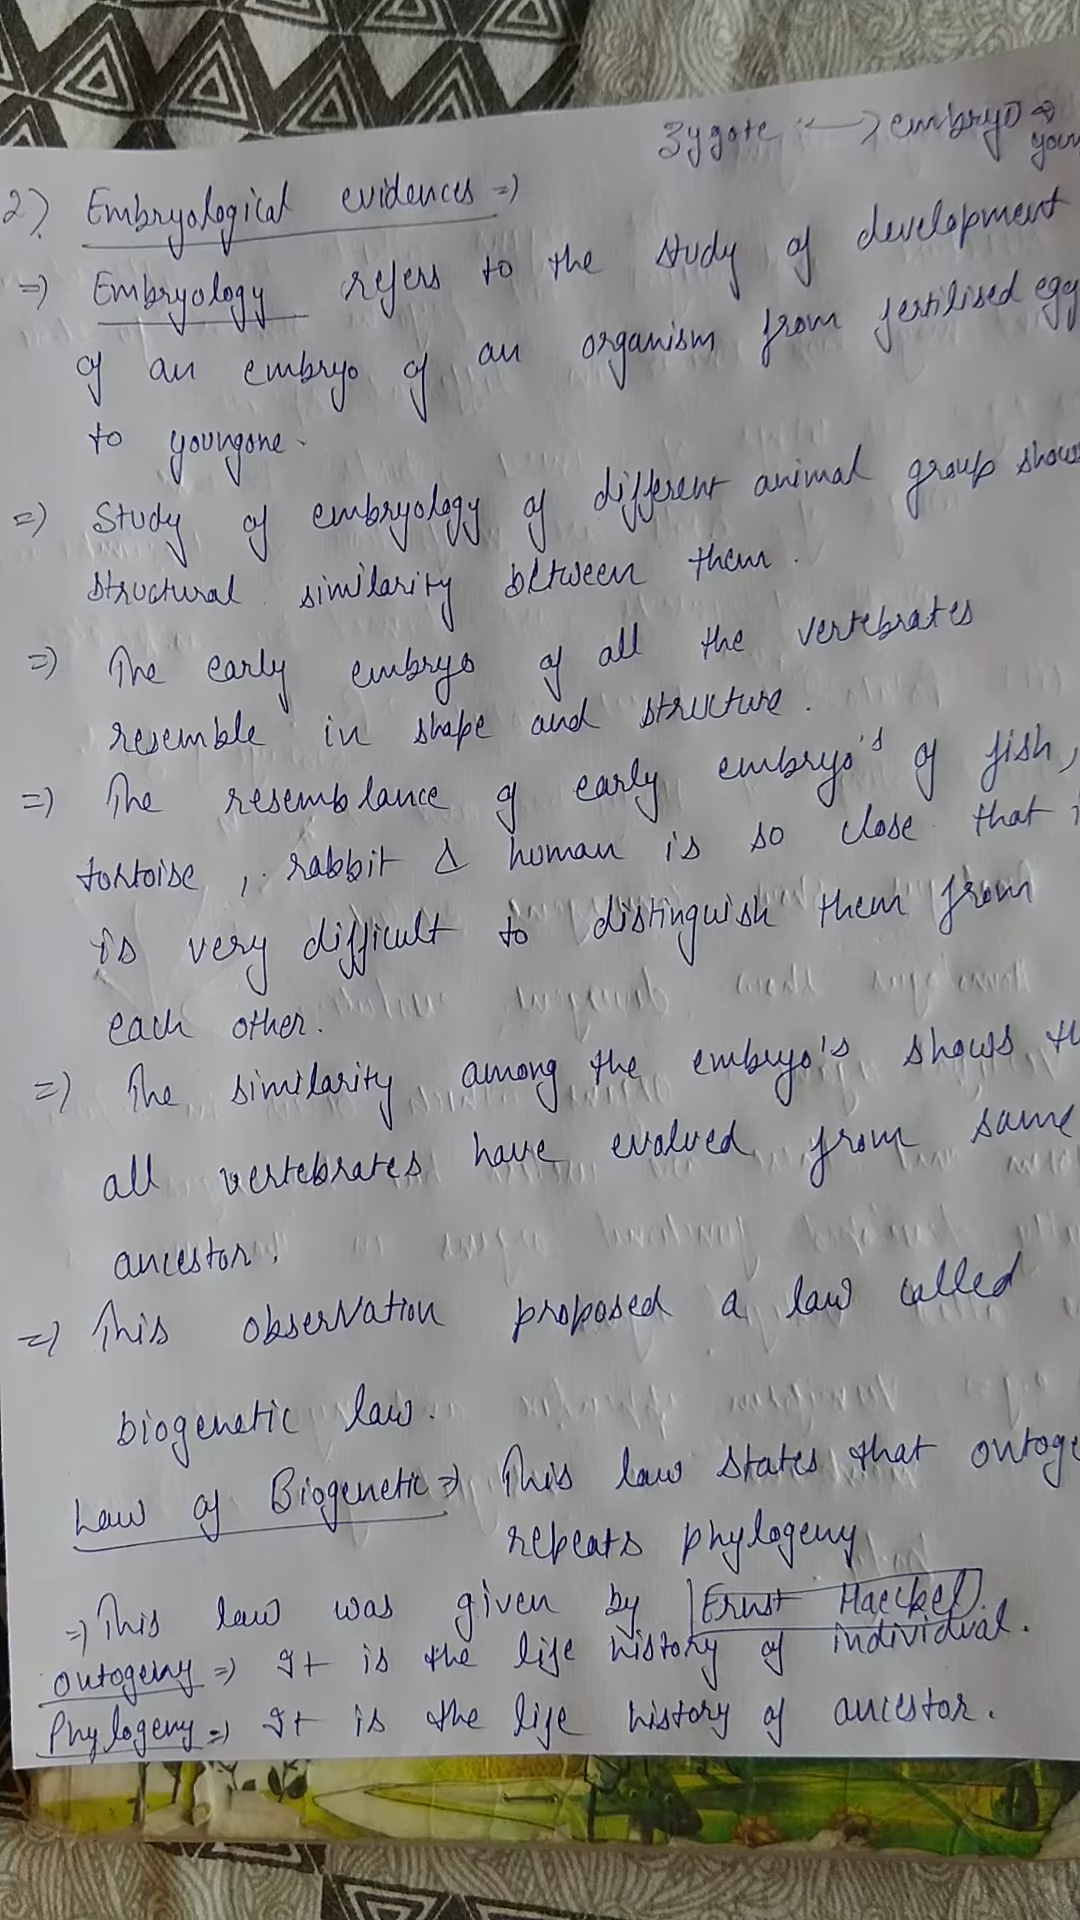 Zygote → embryo →
2) Embryological evidences ⇒
⇒ Embryology refers to the study of development
of an embryo of an organism from fertilised egg
to youngone.
⇒ Study of embryology of different animal group shows
structural similarity between them.
⇒ The early embryo of all the vertebrates
resemble in shape and structure.
⇒ The resemblance of early embryo's of fish,
tortoise, rabbit & human is so close that
is very difficult to distinguish them from
each other.
⇒ The similarity among the embryo's shows
all vertebrates have evolved from same
ancestor.
⇒ This observation proposed a law called
biogenetic law.
Law of Biogenetic ⇒ This law states that
repeats phylogeny
⇒ This law was given by Ernst Haeckel.
Ontogeny ⇒ It is the life history of individual.
Phylogeny ⇒ It is the life history of ancestor.